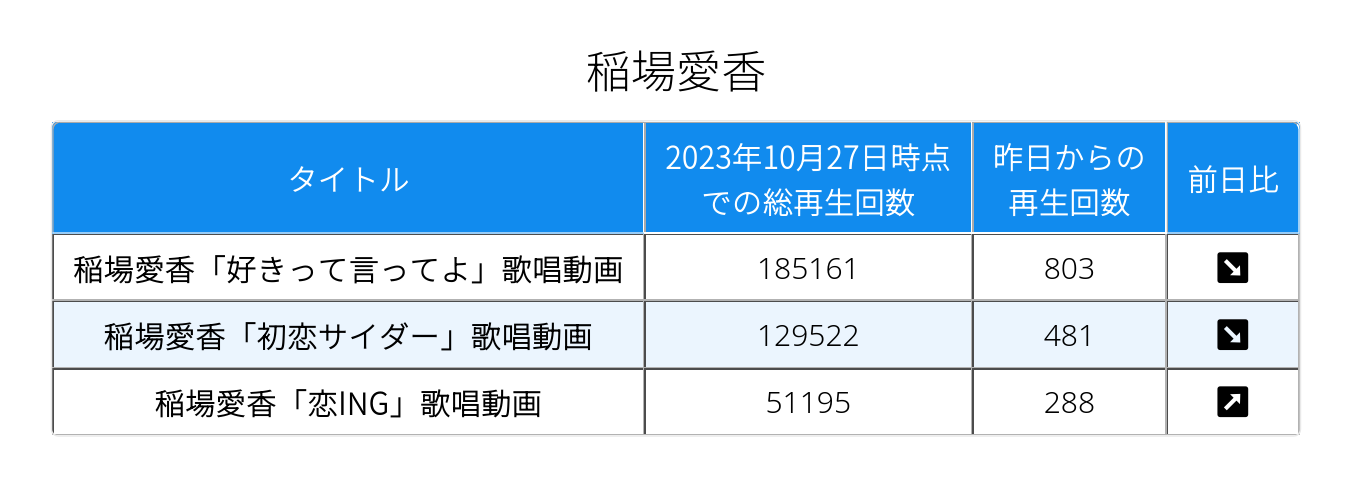 稲場愛香
タイトル
2023年10月27日時点
での総再生回数
昨日からの
再生回数
前日比
稲場愛香「好きって言ってよ」歌唱動画
185161
803
↘
稲場愛香「初恋サイダー」歌唱動画
129522
481
↘
稲場愛香「恋ING」歌唱動画
51195
288
↗